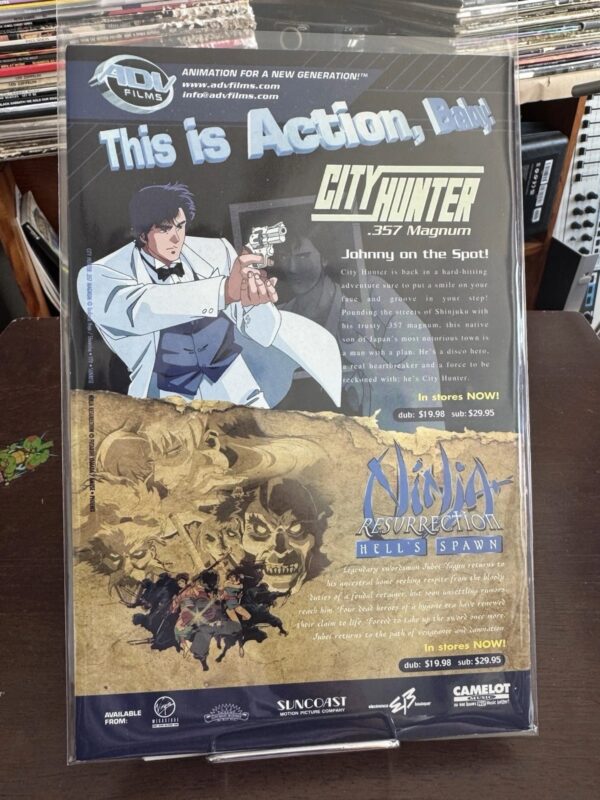 ADV
FILMS
ANIMATION FOR A NEW GENERATION!™
www.advfilms.com
info@advfilms.com
This is Action, Baby!
CITY HUNTER
.357 Magnum
Johnny on the Spot!
City Hunter is back in a hard-hitting
adventure sure to put a smile on your
face and groove in your step!
Pounding the streets of Shinjuku with
his trusty .357 magnum, this native
son of Japan's most notorious town is
a man with a plan. He's a disco hero,
a real heartbreaker and a force to be
reckoned with: he's City Hunter.
In stores NOW!
dub: $19.98 sub: $29.95
Ninja
RESURRECTION
HELL'S SPAWN
Legendary swordsman Jubei Yagyu returns to
his ancestral home seeking respite from the bloody
duties of a feudal retainer, but soon unsettling rumors
reach him. Four dead heroes of a bygone era have renewed
their claim to life. Forced to take up the sword once more
Jubei returns to the path of vengeance and damnation
In stores NOW!
dub: $19.98 sub: $29.95
AVAILABLE
FROM:
Virgin
MEGASTORE
SUNCOAST
MOTION PICTURE COMPANY
electronics EB boutique
CAMELOT
MUSIC